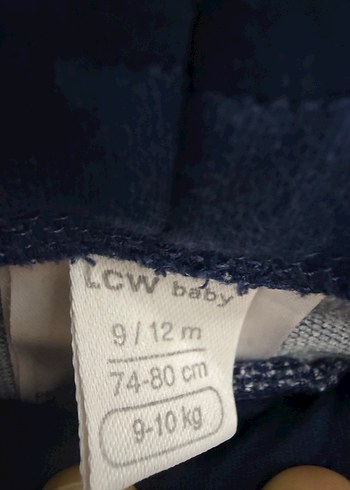 LCW baby
9/12 m
74-80 cm
9-10 kg